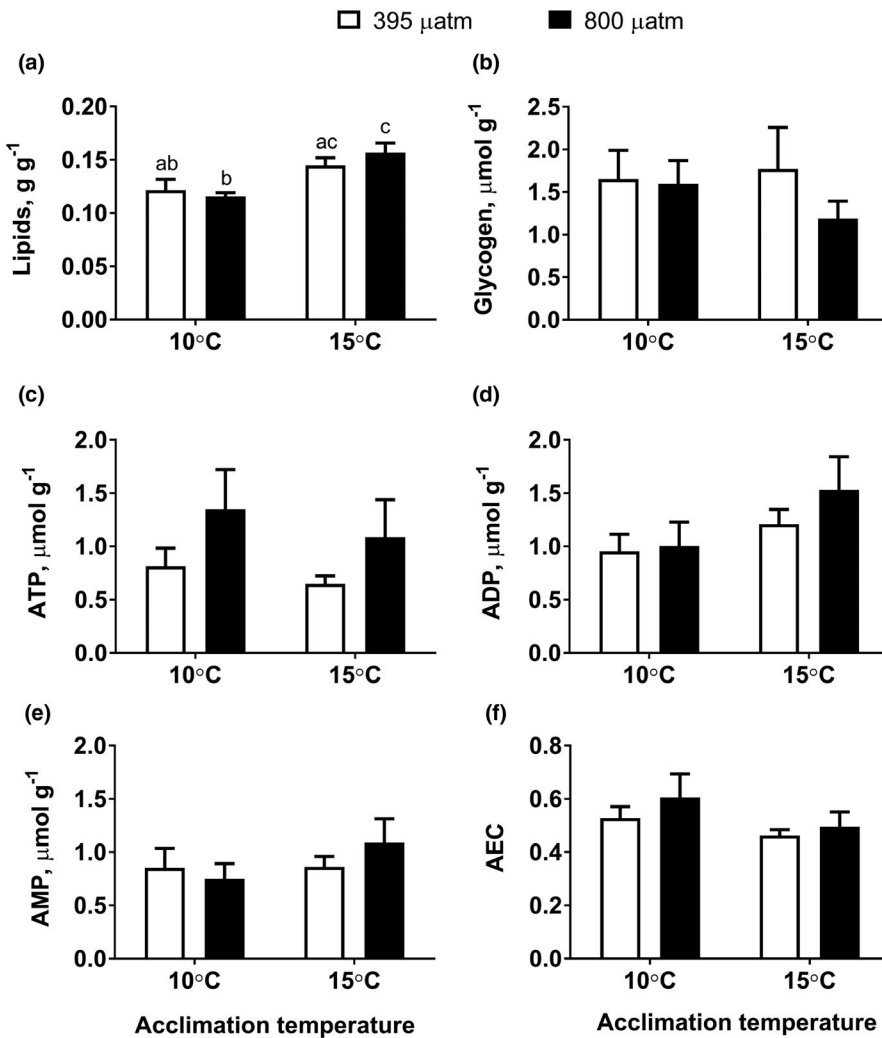 395 μatm 800 μatm
(a)
Lipids, g g⁻¹
0.20
0.15
0.10
0.05
0.00
ab b ac c
10°C 15°C
(b)
Glycogen, μmol g⁻¹
2.5
2.0
1.5
1.0
0.5
0.0
10°C 15°C
(c)
ATP, μmol g⁻¹
2.0
1.5
1.0
0.5
0.0
10°C 15°C
(d)
ADP, μmol g⁻¹
2.0
1.5
1.0
0.5
0.0
10°C 15°C
(e)
AMP, μmol g⁻¹
2.0
1.5
1.0
0.5
0.0
10°C 15°C
Acclimation temperature
(f)
AEC
0.8
0.6
0.4
0.2
0.0
10°C 15°C
Acclimation temperature